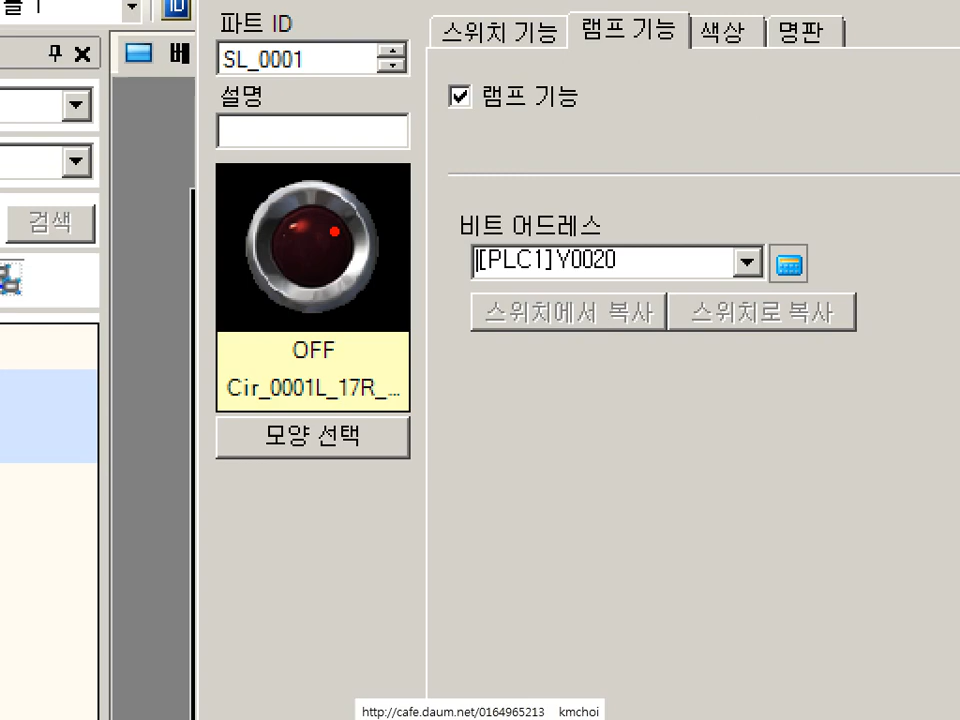 ID
검색
파트 ID
SL_0001
설명
OFF
Cir_0001L_17R_...
모양 선택
스위치 기능
램프 기능
색상
명판
램프 기능
비트 어드레스
[PLC1]Y0020
스위치에서 복사
스위치로 복사
http://cafe.daum.net/0164965213 kmchoi